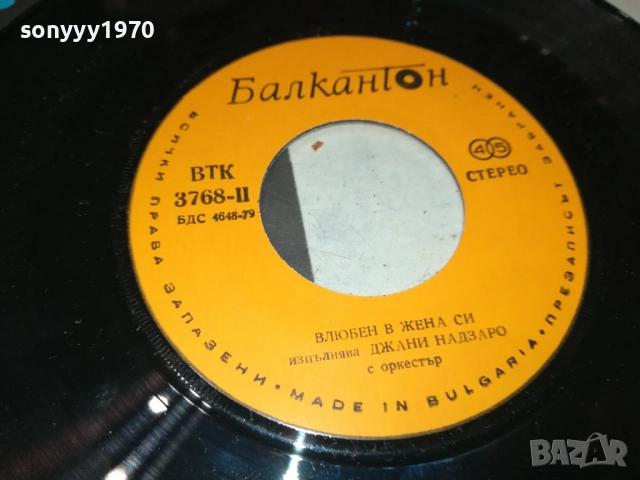 sonyyy1970
Балкантон
ВТК
3768-II
БДС 4648-79
45
СТЕРЕО
ВЛЮБЕН В ЖЕНА СИ
изпълнява ДЖАНИ НАДЗАРО
с оркестър
ВСИЧКИ ПРАВА ЗАПАЗЕНИ • MADE IN BULGARIA • ПРЕЗАПИСЪТ ЗАБРАНЕН
BAZAR